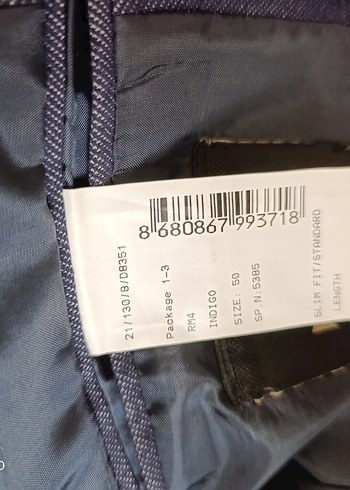 8 680867 993718
21/130/8/D8351
Package 1-3
RM4
INDIGO
SIZE: 50
SP N:5385
SLIM FIT/STANDARD
LENGTH